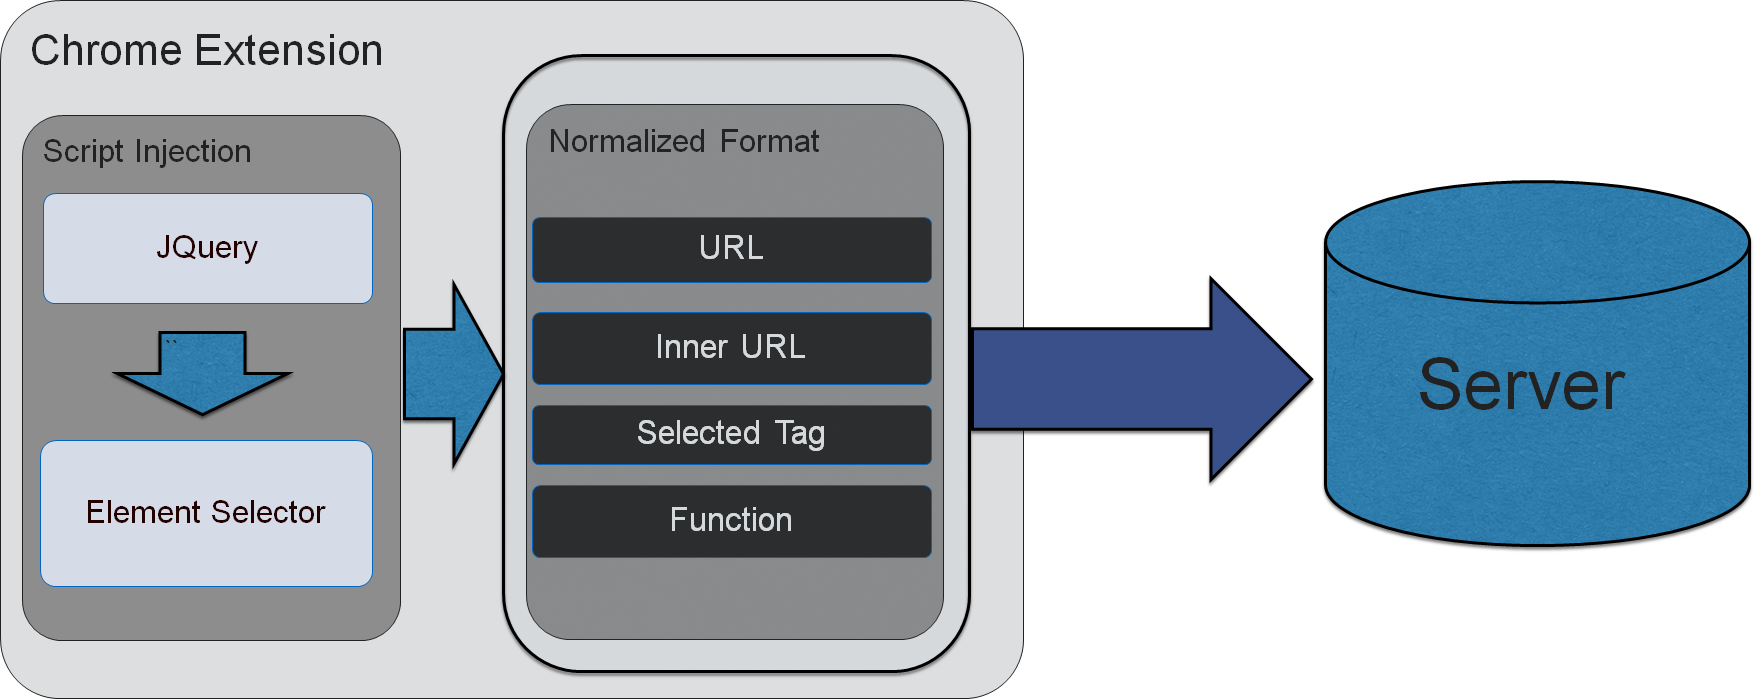 Chrome Extension
Script Injection
JQuery
``
Element Selector
Normalized Format
URL
Inner URL
Selected Tag
Function
Server